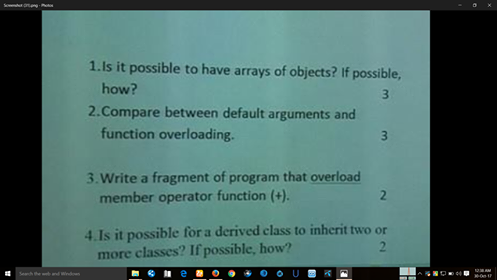 Screenshot (31).png - Photos
1.Is it possible to have arrays of objects? If possible,
how?
3
2.Compare between default arguments and
function overloading.
3
3.Write a fragment of program that overload
member operator function (+).
2
4.Is it possible for a derived class to inherit two or
more classes? If possible, how?
2
Search the web and Windows
12:38 AM
30-Oct-17